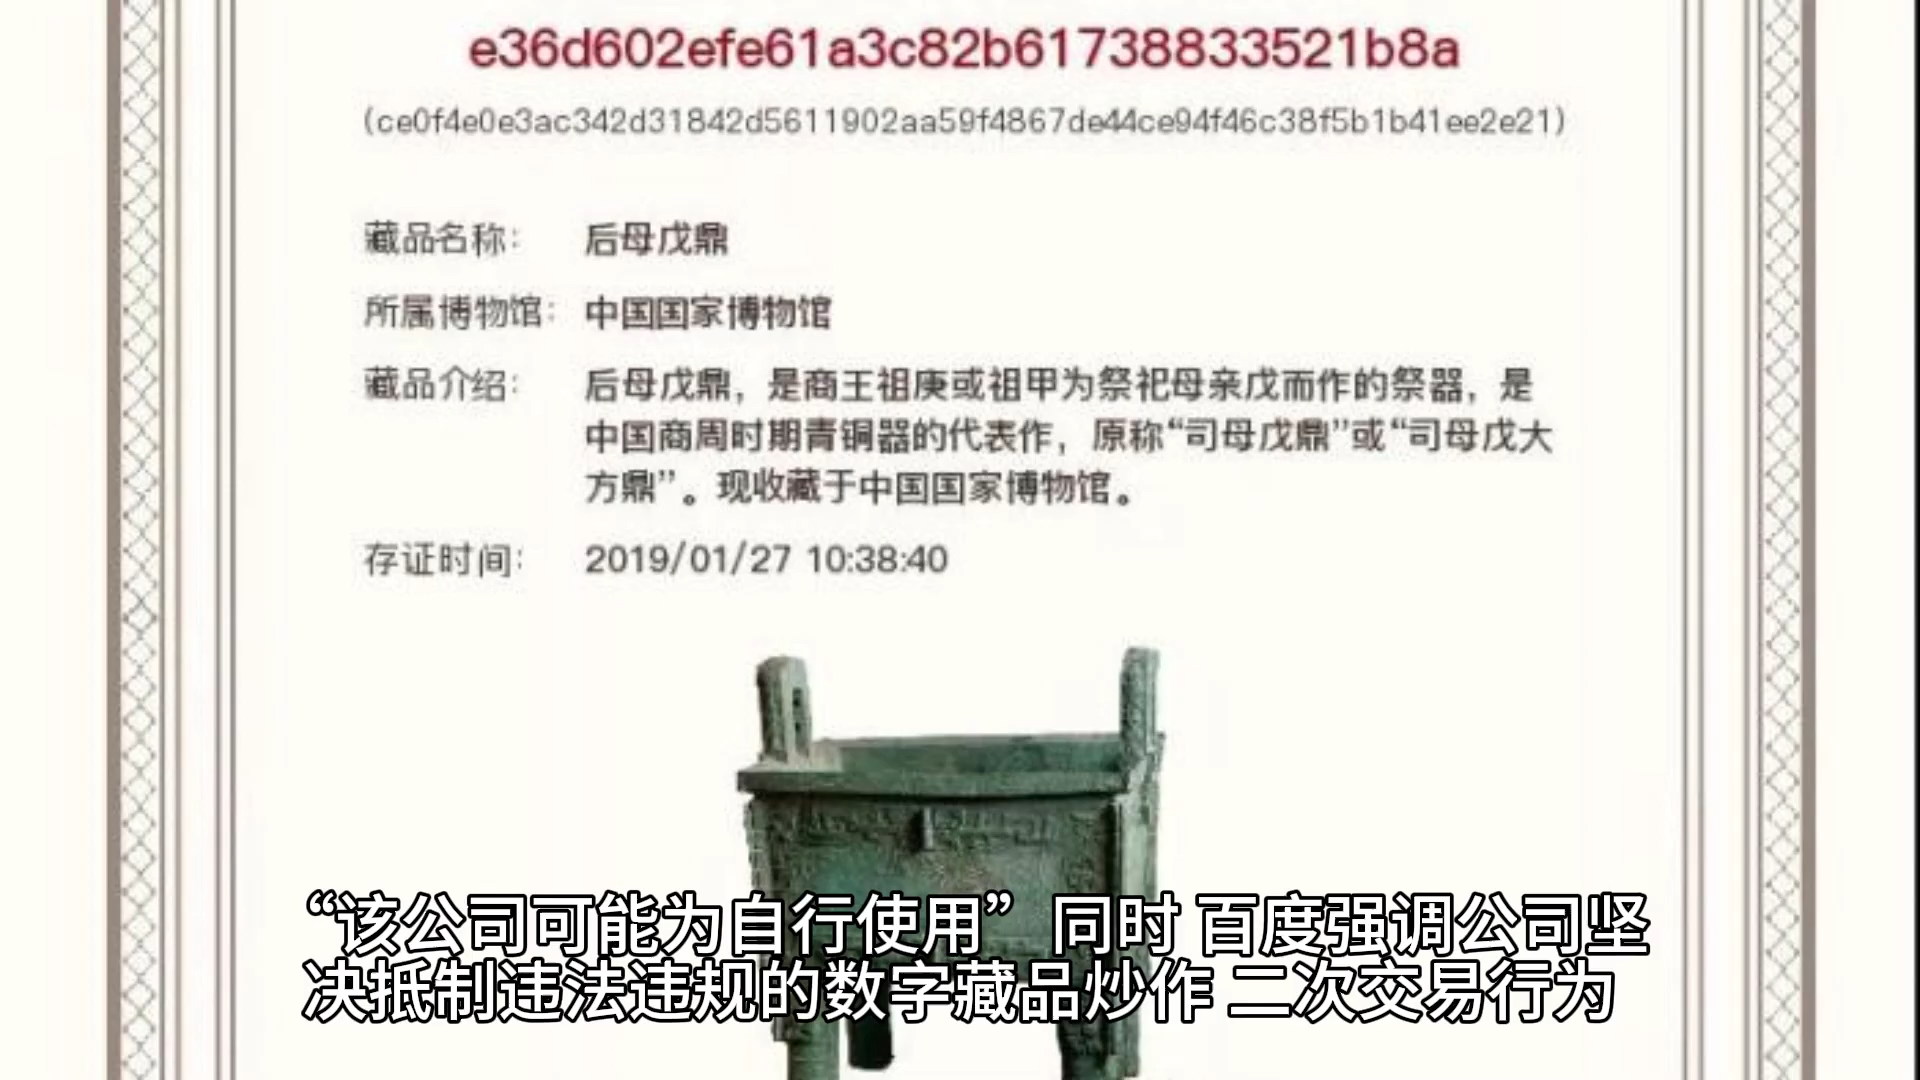 e36d602efe61a3c82b61738833521b8a
(ce0f4e0e3ac342d31842d5611902aa59f4867de44ce94f46c38f5b1b41ee2e21)
藏品名称： 后母戊鼎
所属博物馆： 中国国家博物馆
藏品介绍： 后母戊鼎，是商王祖庚或祖甲为祭祀母亲戊而作的祭器，是
中国商周时期青铜器的代表作，原称“司母戊鼎”或“司母戊大
方鼎”。现收藏于中国国家博物馆。
存证时间： 2019/01/27 10:38:40
“该公司可能为自行使用” 同时 百度强调公司坚
决抵制违法违规的数字藏品炒作 二次交易行为